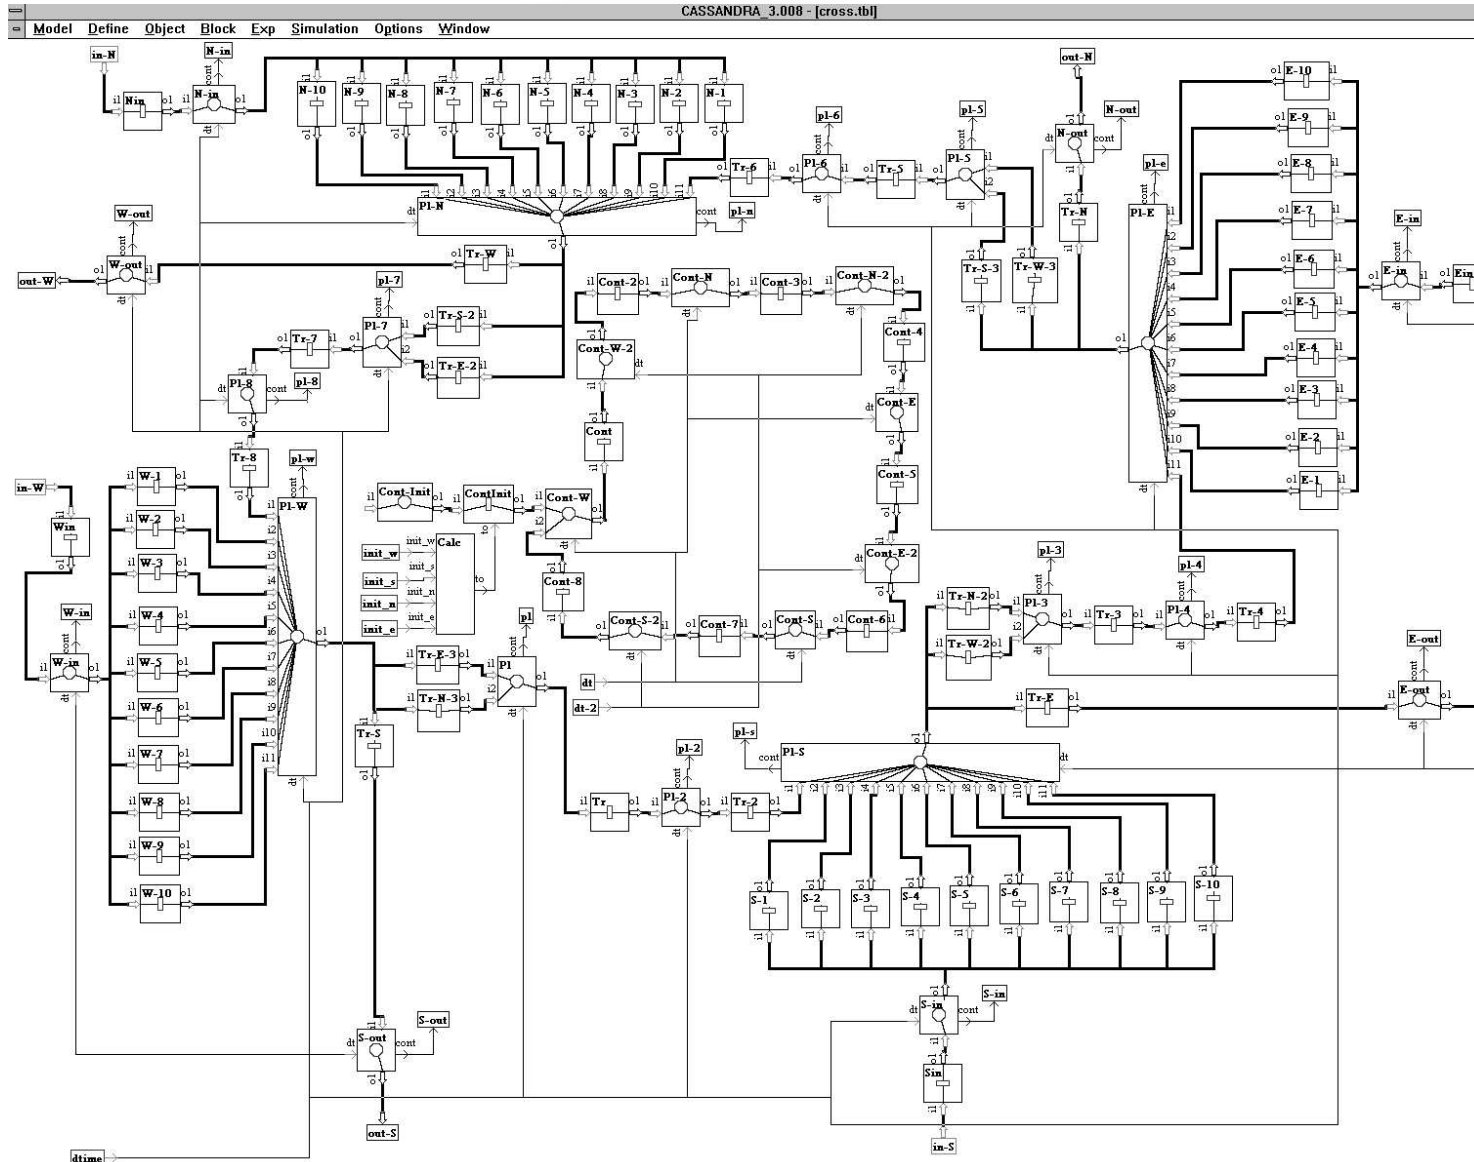 CASSANDRA_3.008 - [cross.tbl]
Model Define Object Block Exp Simulation Options Window
in-N
N-in
Nin
N-in
N-10
N-9
N-8
N-7
N-6
N-5
N-4
N-3
N-2
N-1
out-N
N-out
N-out
Tr-N
pl-6
Pl-6
Tr-6
Tr-5
pl-5
Pl-5
Tr-S-3
Tr-W-3
pl-e
Pl-E
E-10
E-9
E-8
E-7
E-6
E-5
E-4
E-3
E-2
E-1
E-in
E-in
Ein
Pl-N
pl-n
W-out
W-out
out-W
Tr-W
pl-7
Pl-7
Tr-S-2
Tr-E-2
Tr-7
Pl-8
pl-8
Tr-8
Cont-2
Cont-N
Cont-3
Cont-N-2
Cont-4
Cont-W-2
Cont-E
Cont
Cont-5
Cont-Init
ContInit
Cont-W
Cont-E-2
Cont-8
Cont-S-2
Cont-7
Cont-S
Cont-6
Calc
init_w
init_s
init_n
init_e
init_w
init_s
init_n
init_e
to
to
dt
dt-2
in-W
Win
W-in
W-in
W-1
W-2
W-3
W-4
W-5
W-6
W-7
W-8
W-9
W-10
pl-w
Pl-W
Tr-E-3
Tr-N-3
Tr-S
pl
Pl
Tr
pl-2
Pl-2
Tr-2
pl-s
Pl-S
Tr-N-2
Tr-W-2
pl-3
Pl-3
Tr-3
pl-4
Pl-4
Tr-4
Tr-E
E-out
E-out
S-1
S-2
S-3
S-4
S-5
S-6
S-7
S-8
S-9
S-10
S-in
S-in
Sin
in-S
S-out
S-out
out-S
dtime